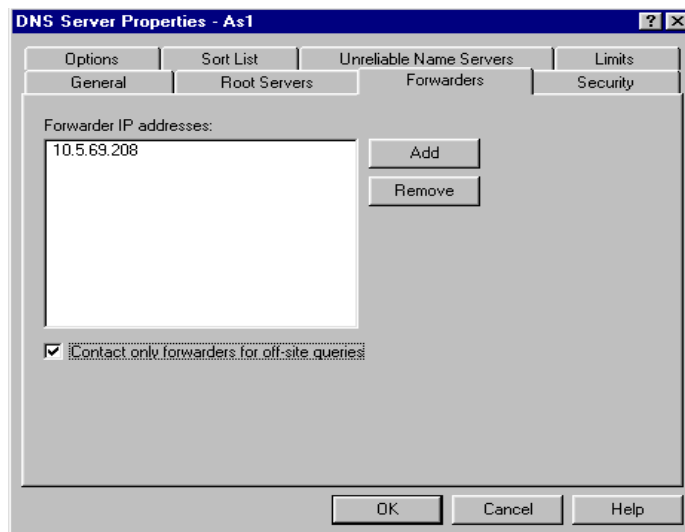 DNS Server Properties - As1
Options Sort List Unreliable Name Servers Limits
General Root Servers Forwarders Security
Forwarder IP addresses:
10.5.69.208
Add
Remove
Contact only forwarders for off-site queries
OK Cancel Help